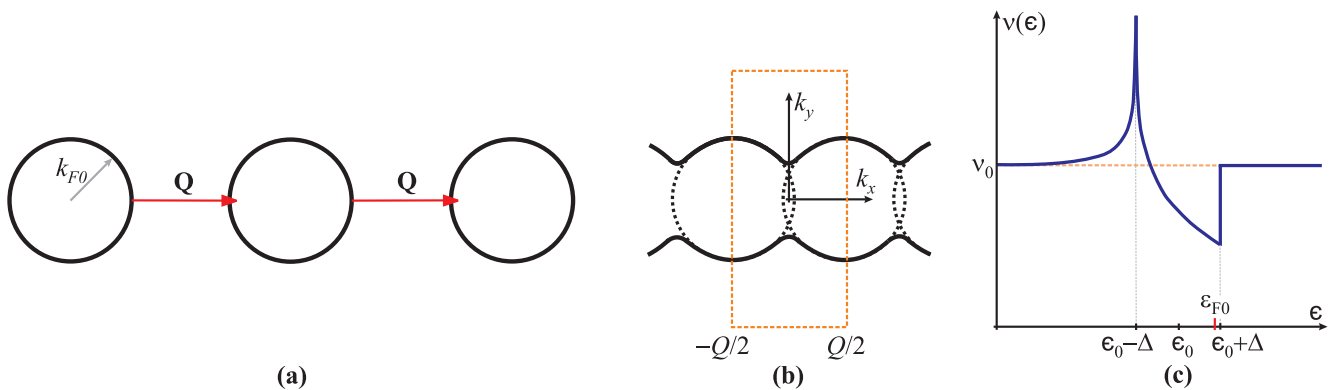 k_{F0}
Q
Q
(a)
k_y
k_x
−Q/2
Q/2
(b)
ν(ϵ)
ν_0
ε_{F0}
ϵ
ϵ_0−Δ
ϵ_0
ϵ_0+Δ
(c)